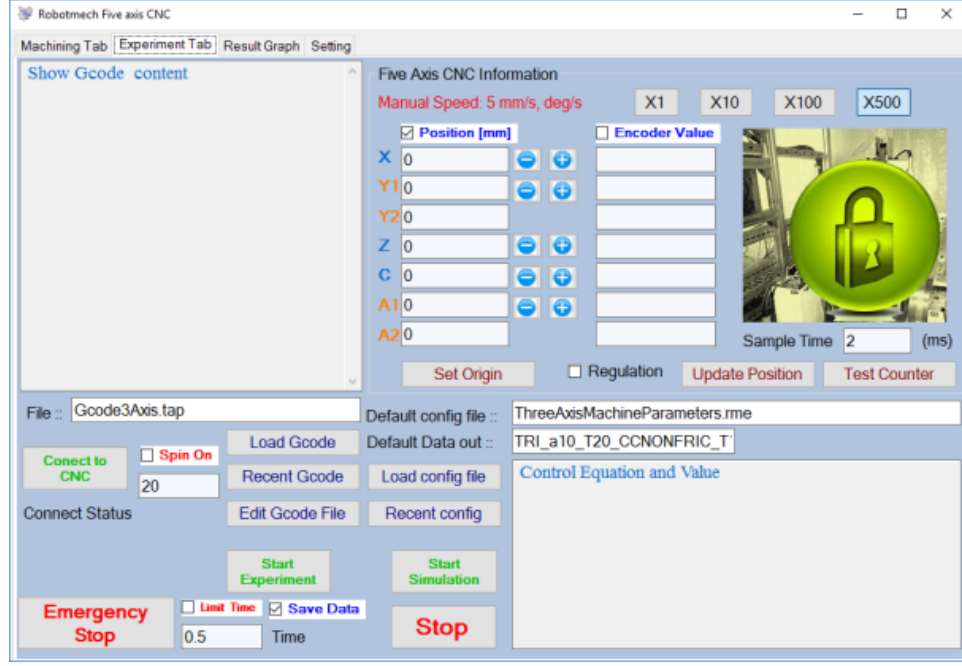 Robotmech Five axis CNC
Machining Tab Experiment Tab Result Graph Setting
Show Gcode content
Five Axis CNC Information
Manual Speed: 5 mm/s, deg/s X1 X10 X100 X500
Position [mm] Encoder Value
X 0
Y1 0
Y2 0
Z 0
C 0
A1 0
A2 0
Sample Time 2 (ms)
Set Origin Regulation Update Position Test Counter
File :: Gcode3Axis.tap
Default config file :: ThreeAxisMachineParameters.rme
Load Gcode Default Data out :: TRI_a10_T20_CCNONFRIC_T
Conect to
CNC
Spin On
20
Recent Gcode Load config file
Control Equation and Value
Connect Status Edit Gcode File Recent config
Start
Experiment
Start
Simulation
Emergency
Stop
Limit Time Save Data
0.5 Time
Stop